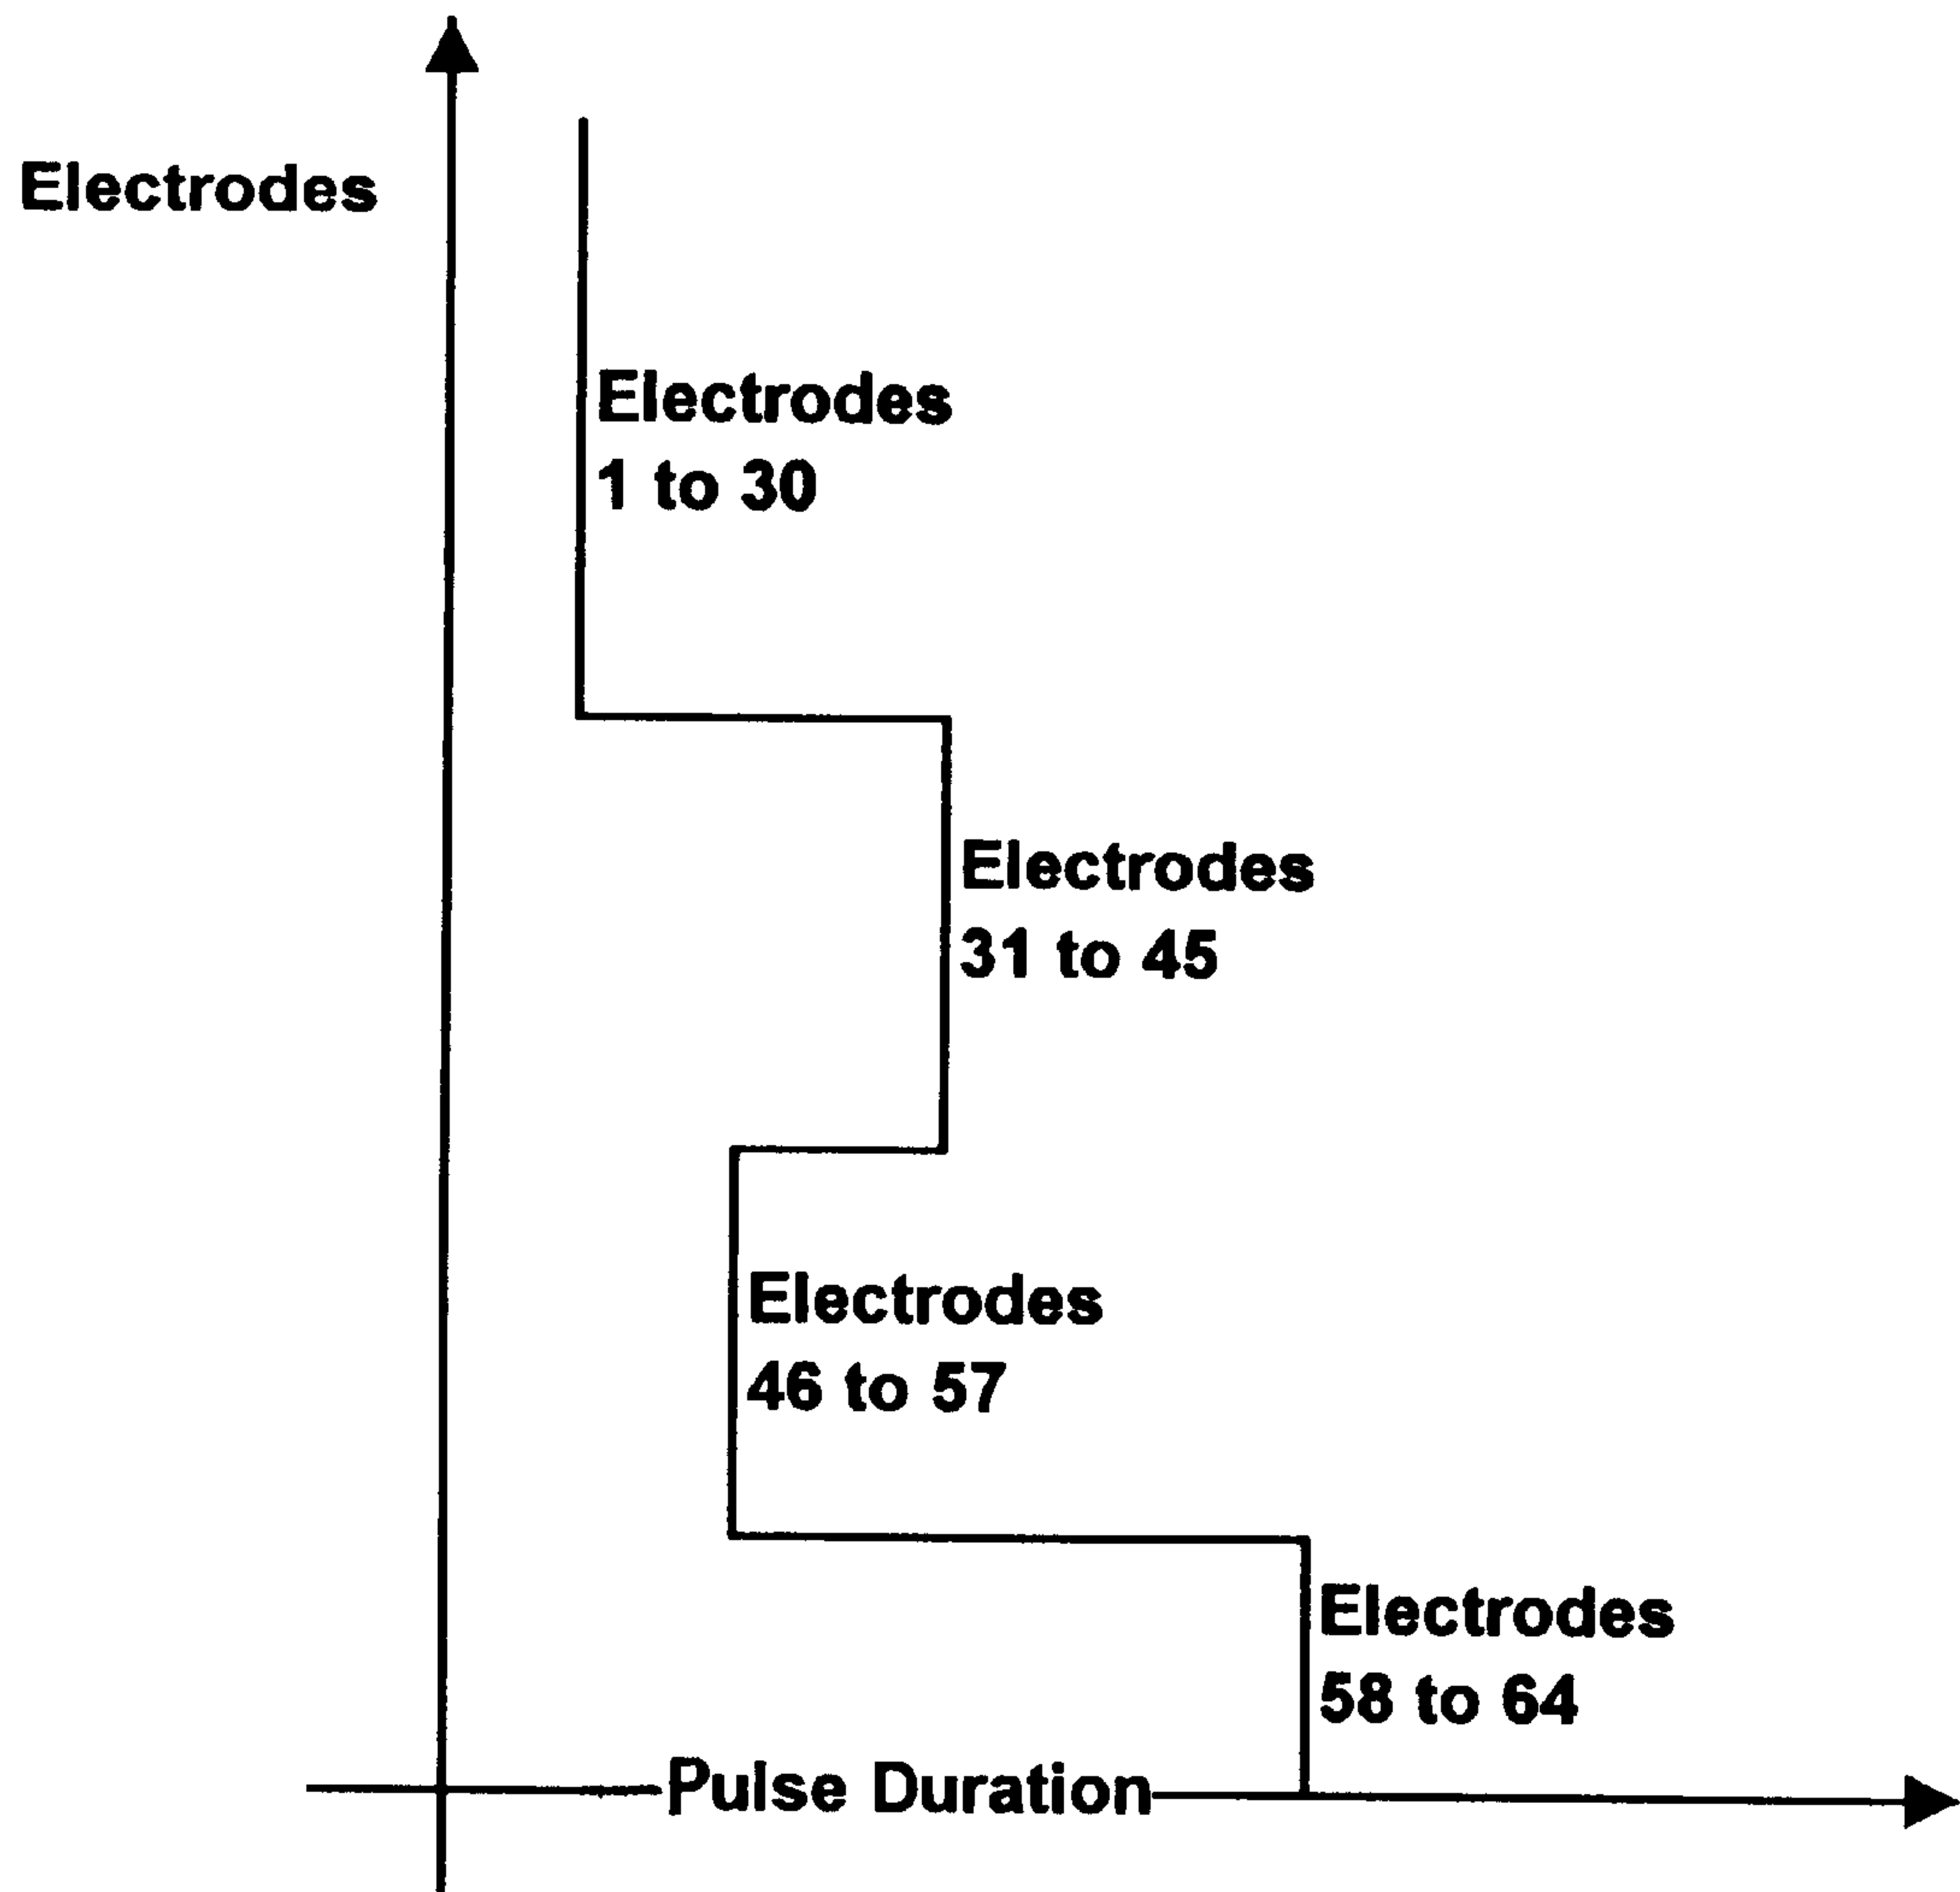 Electrodes
Electrodes
1 to 30
Electrodes
31 to 45
Electrodes
46 to 57
Electrodes
58 to 64
Pulse Duration